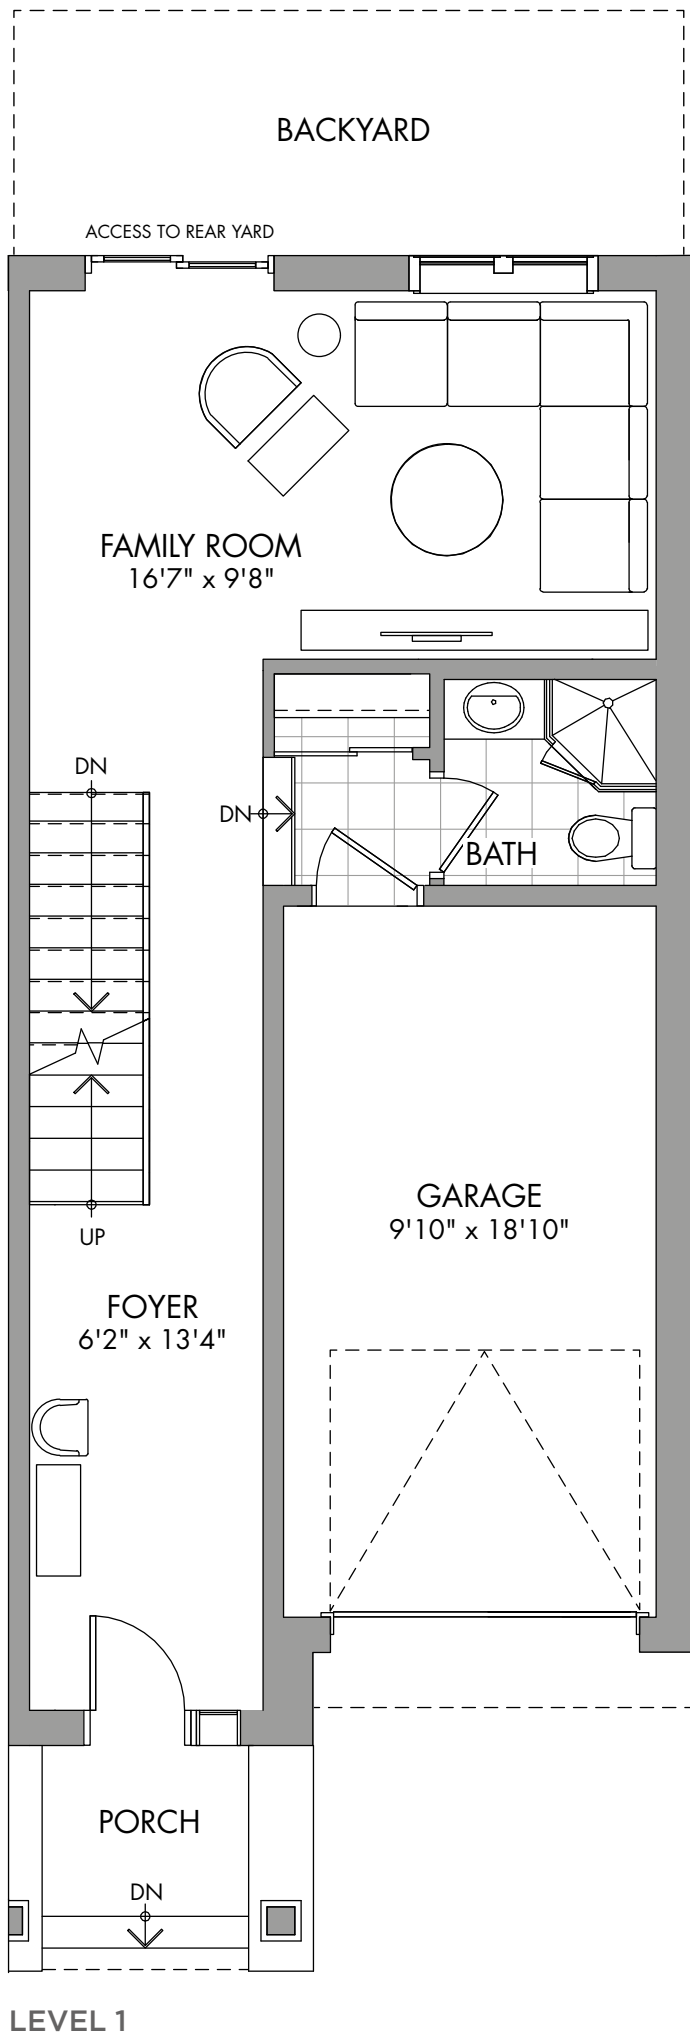 BACKYARD
ACCESS TO REAR YARD
FAMILY ROOM
16'7" x 9'8"
DN
DN
BATH
GARAGE
9'10" x 18'10"
UP
FOYER
6'2" x 13'4"
PORCH
DN
LEVEL 1